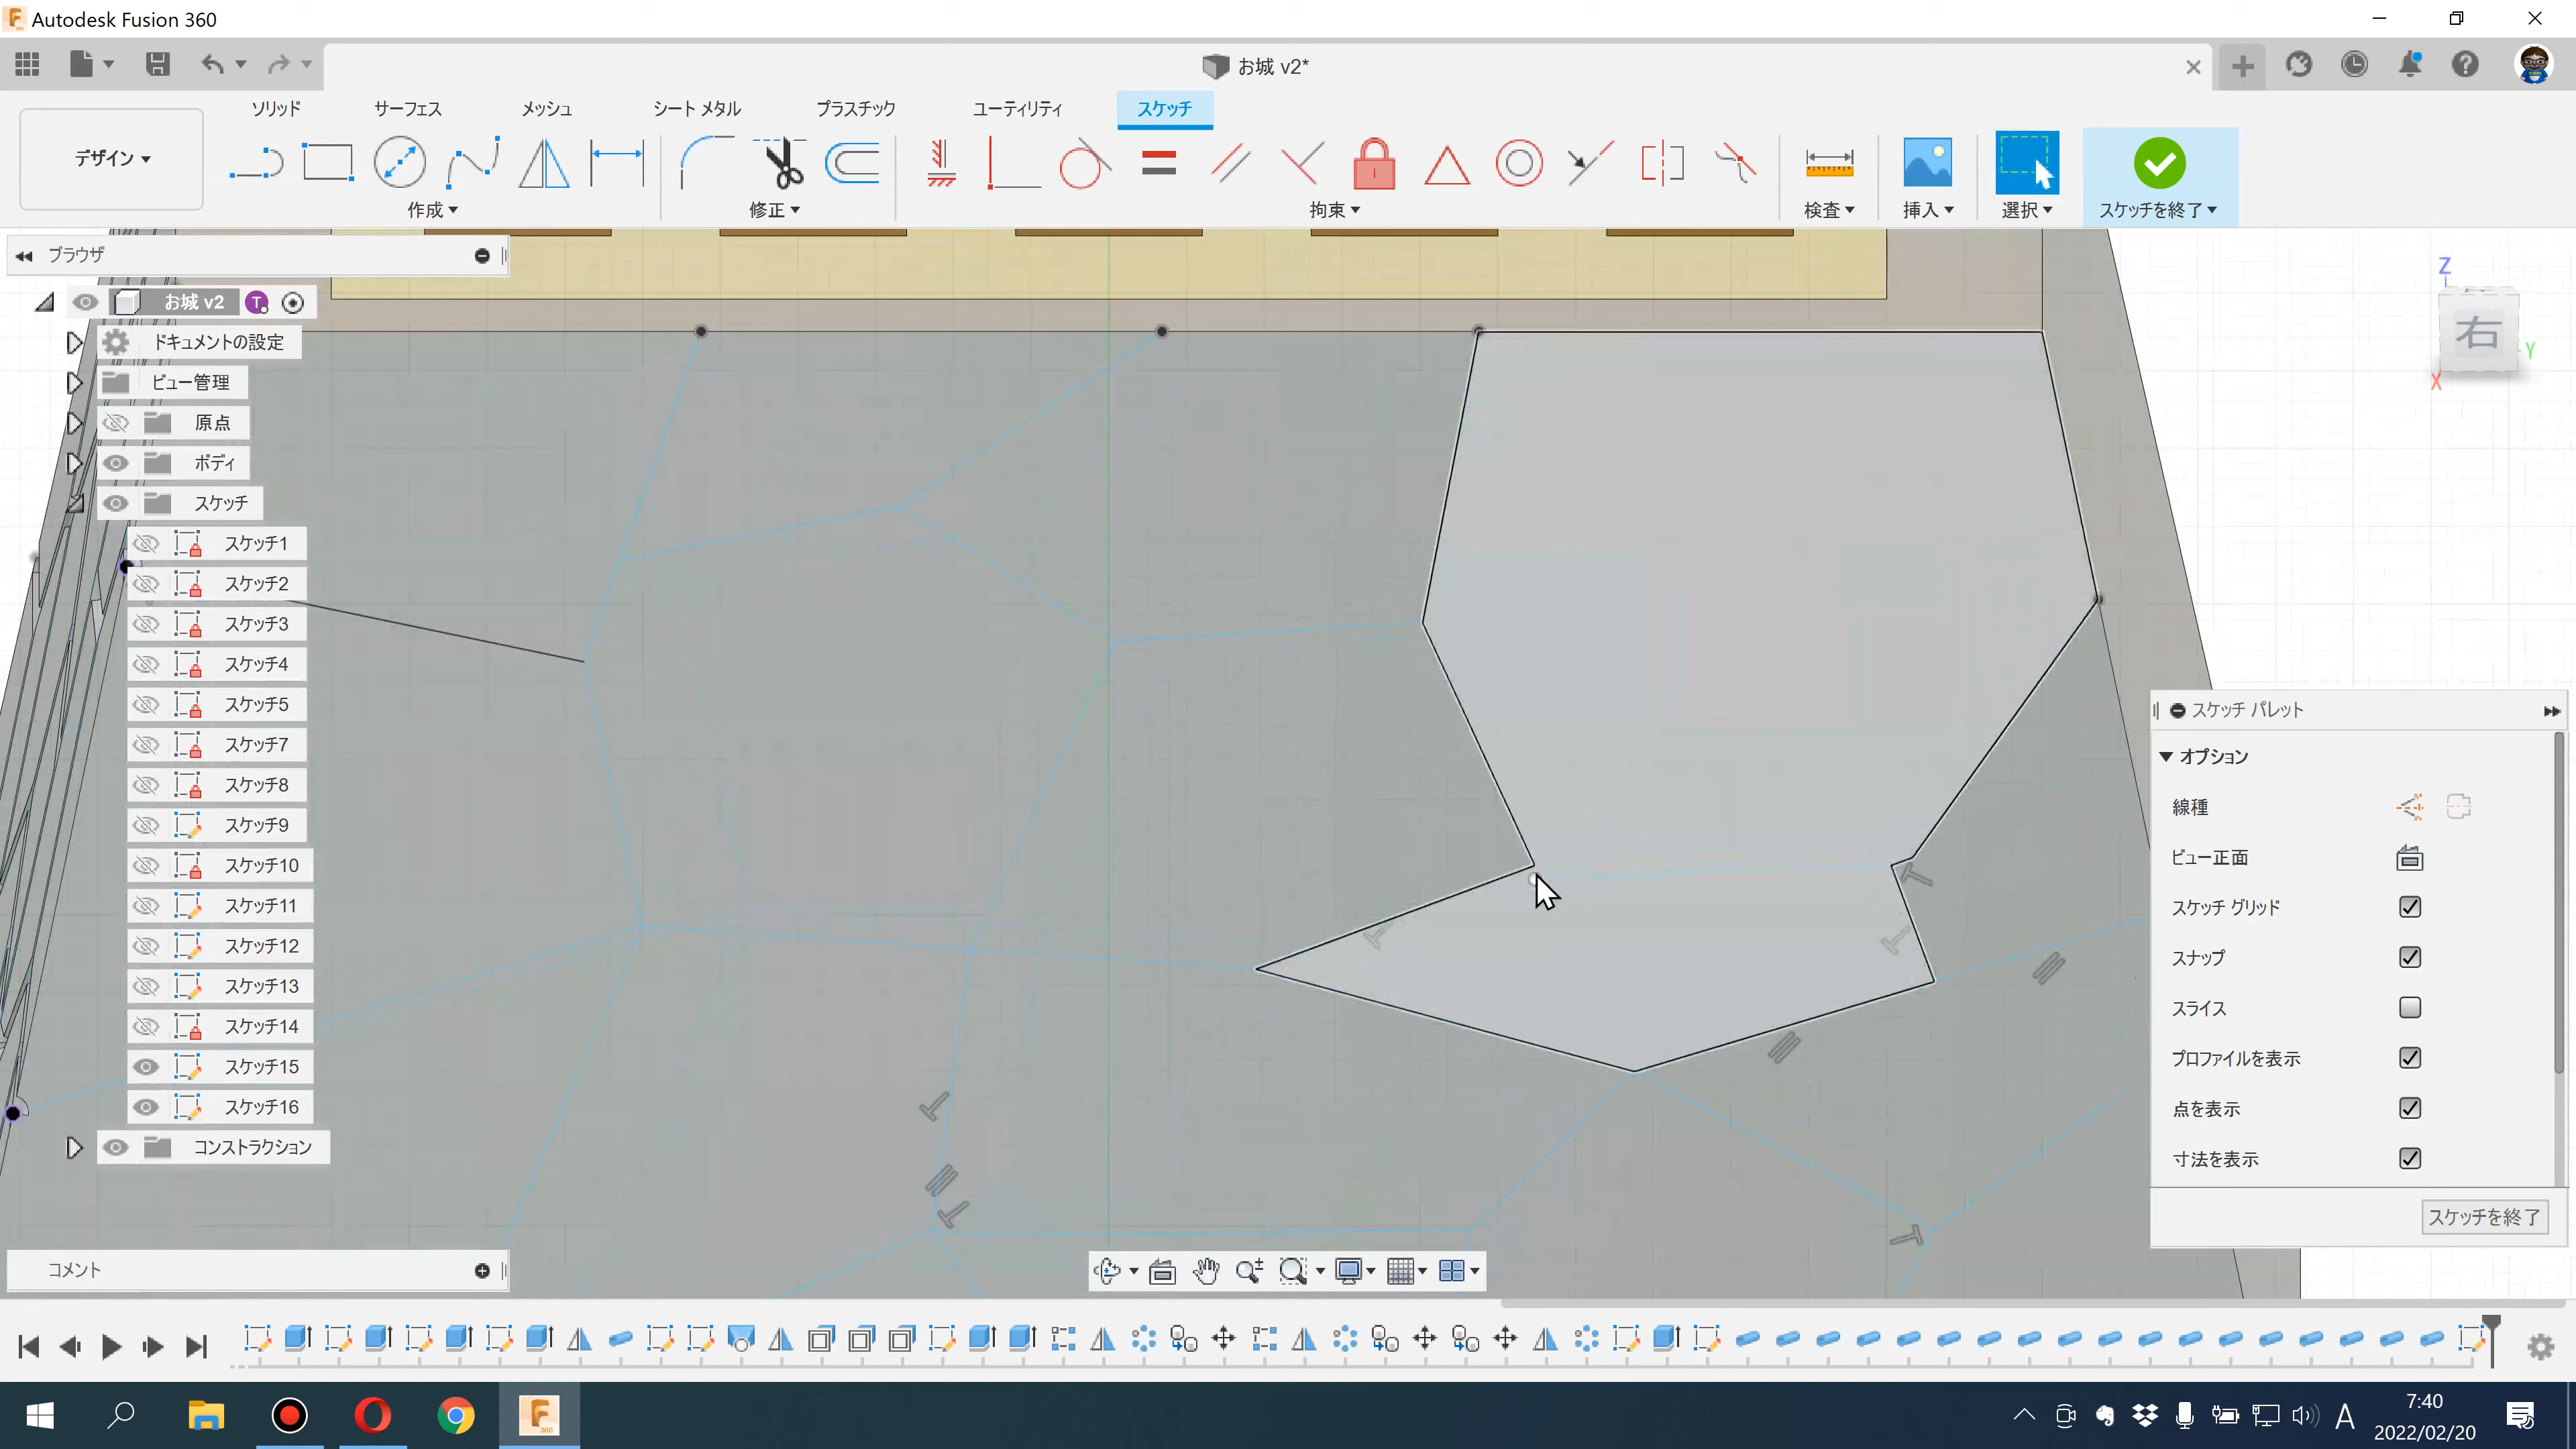 Autodesk Fusion 360
お城 v2*
ソリッド サーフェス メッシュ シート メタル プラスチック ユーティリティ スケッチ
デザイン
作成 修正 拘束 検査 挿入 選択 スケッチを終了
ブラウザ
お城 v2
T
ドキュメントの設定
ビュー管理
原点
ボディ
スケッチ
スケッチ1
スケッチ2
スケッチ3
スケッチ4
スケッチ5
スケッチ7
スケッチ8
スケッチ9
スケッチ10
スケッチ11
スケッチ12
スケッチ13
スケッチ14
スケッチ15
スケッチ16
コンストラクション
Z
右
Y
X
スケッチ パレット
オプション
線種
ビュー正面
スケッチ グリッド
スナップ
スライス
プロファイルを表示
点を表示
寸法を表示
スケッチを終了
コメント
F
360
A
7:40
2022/02/20